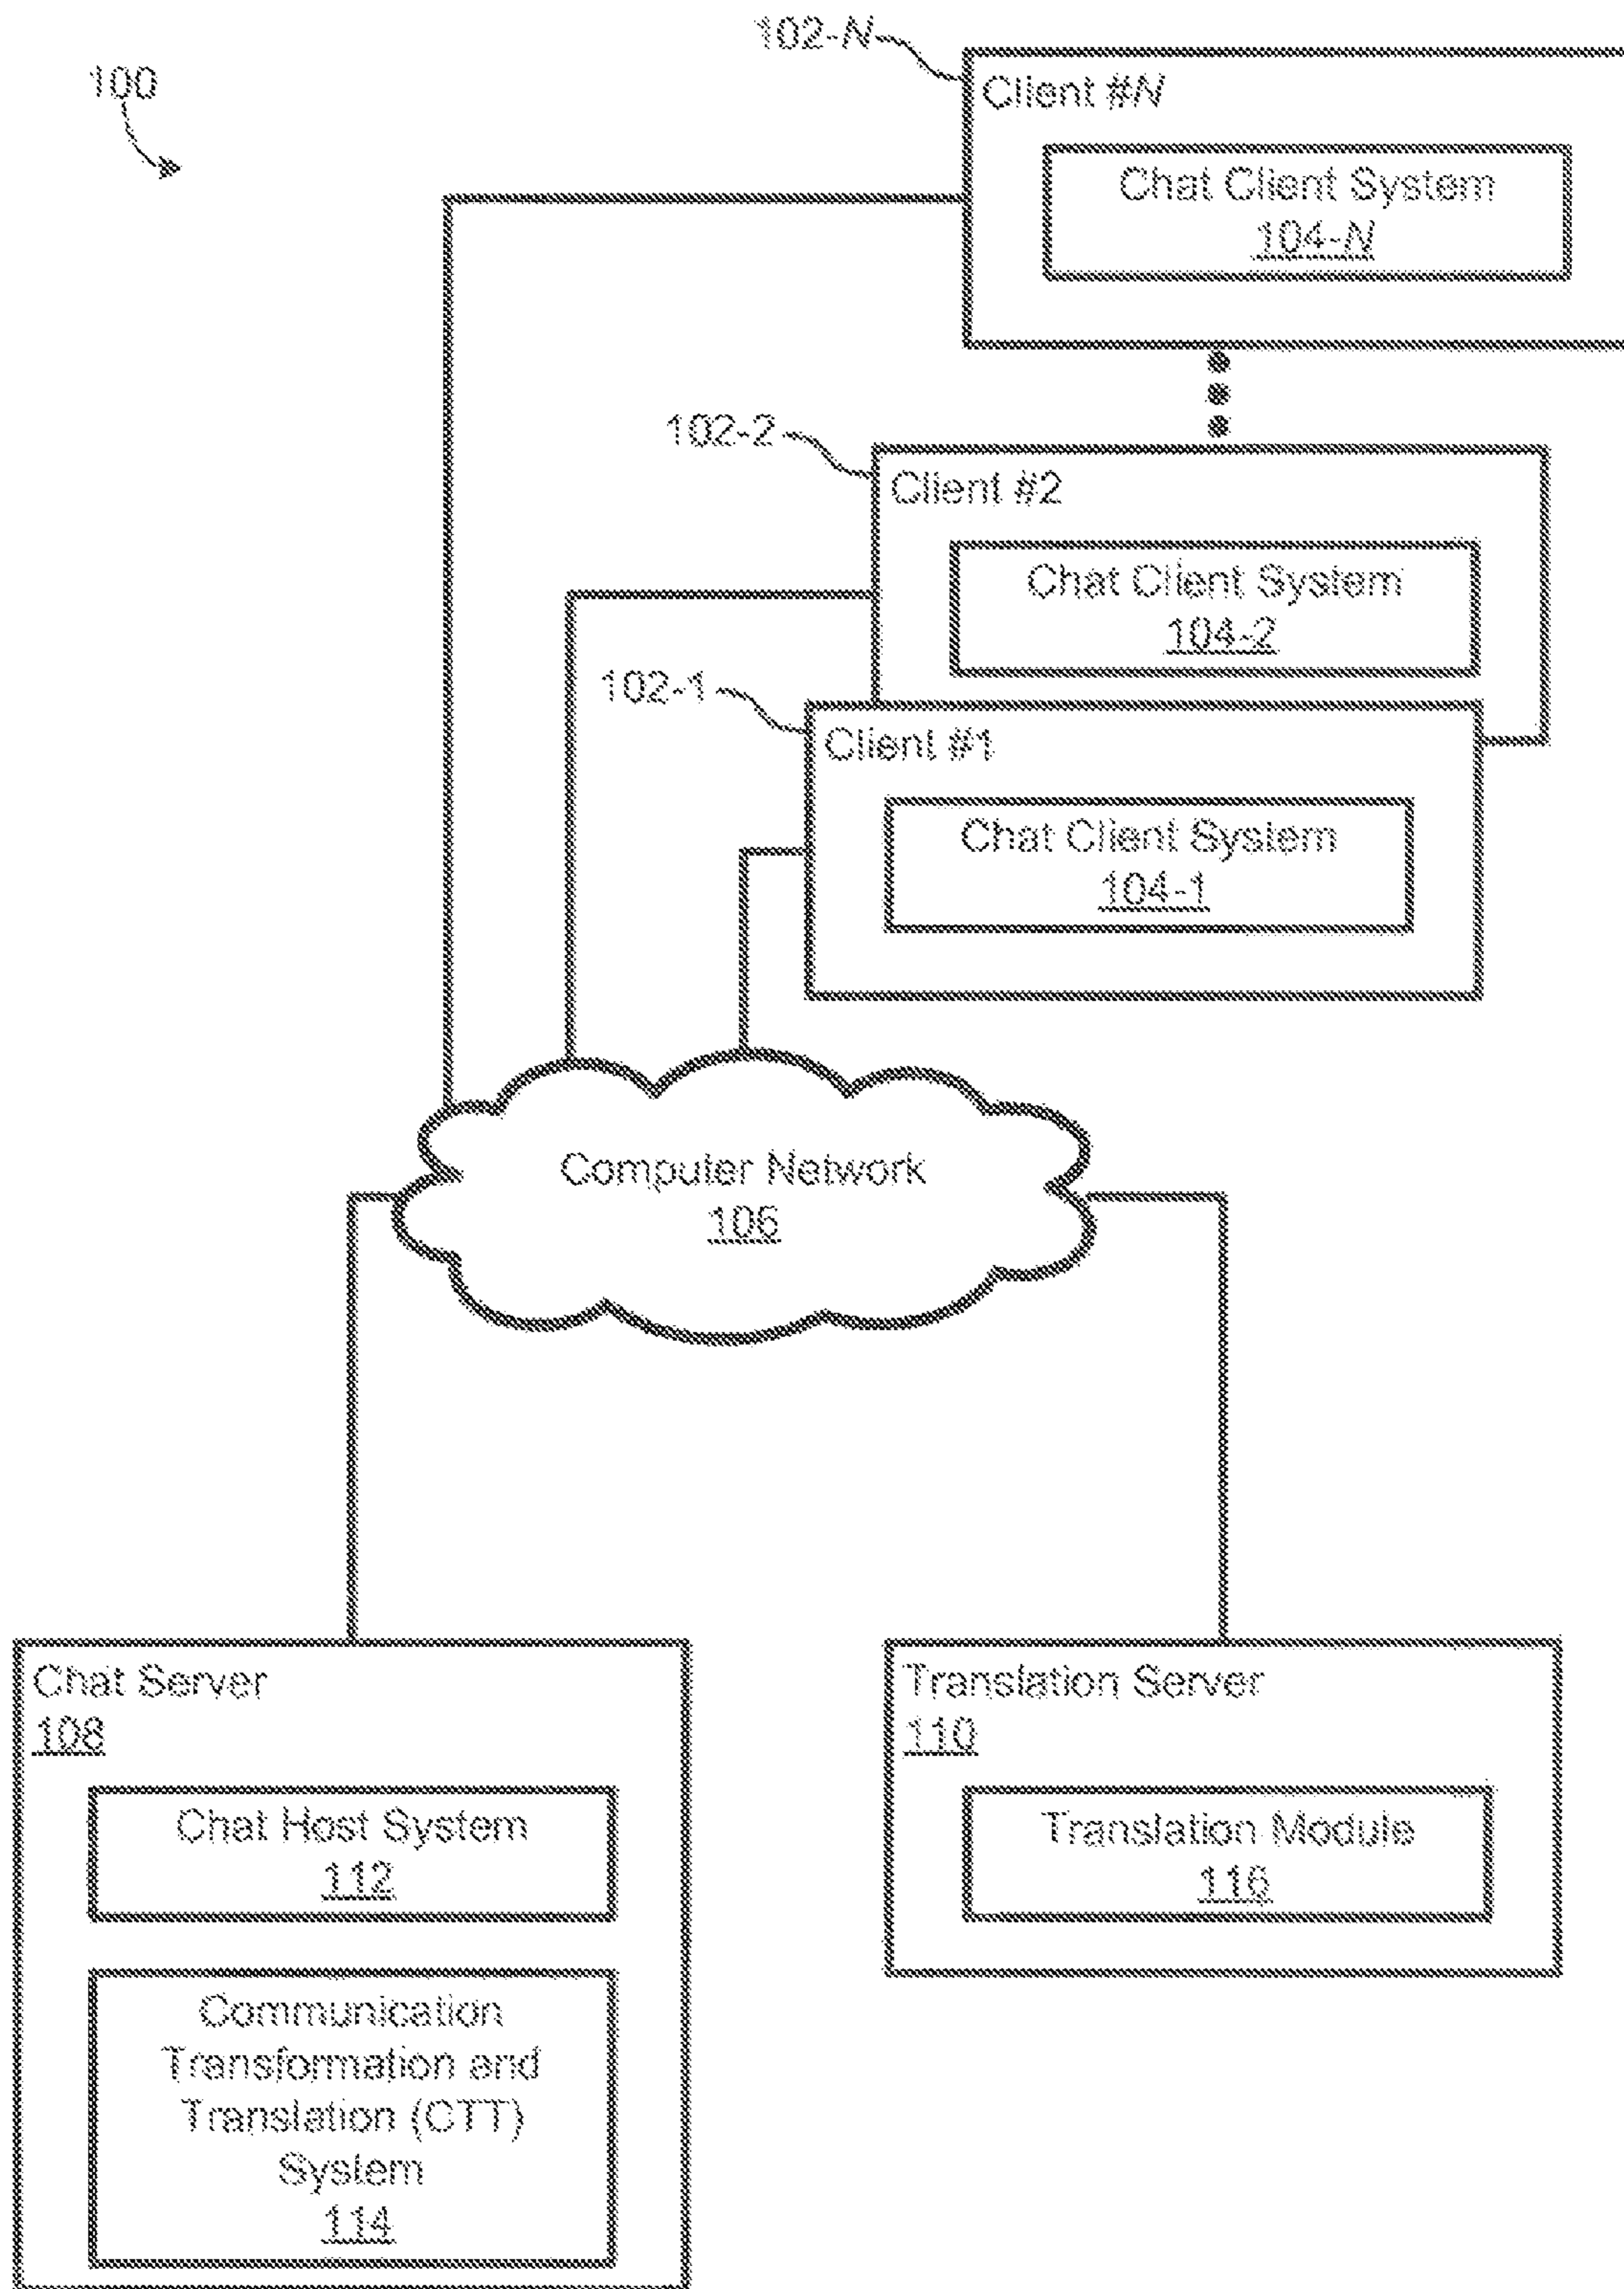 102-N
100
Client #N
Chat Client System
104-N
102-2
Client #2
Chat Client System
104-2
102-1
Client #1
Chat Client System
104-1
Computer Network
106
Chat Server
108
Chat Host System
112
Communication
Transformation and
Translation (CTT)
System
114
Translation Server
110
Translation Module
116